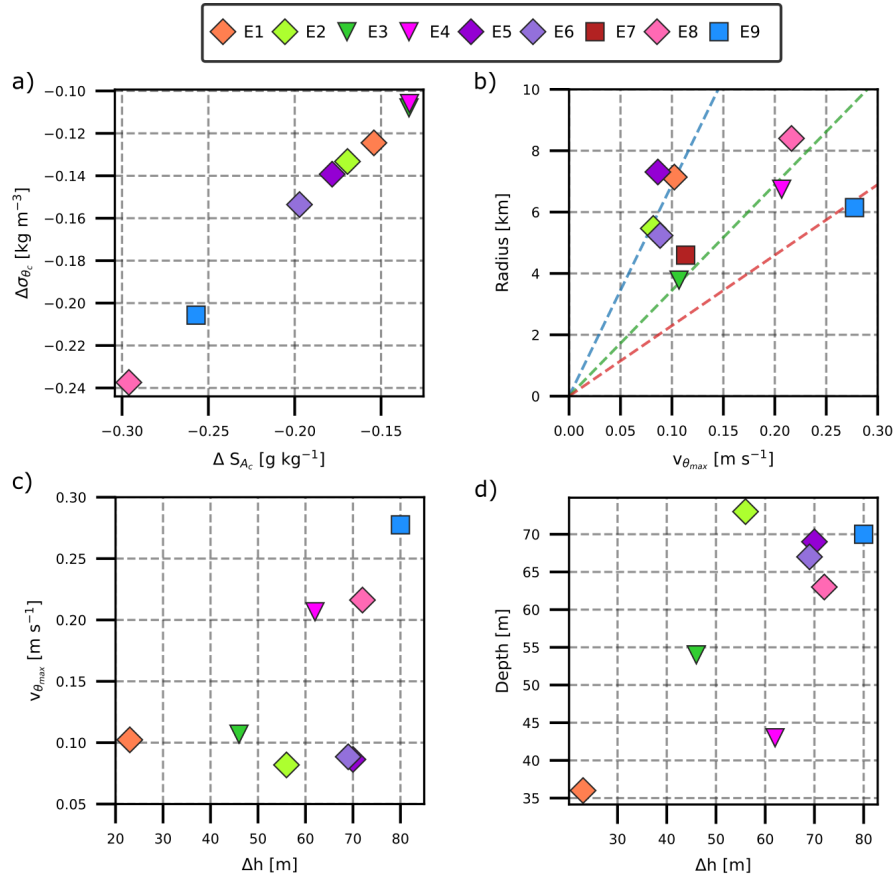 E1 E2 E3 E4 E5 E6 E7 E8 E9
a)
−0.10
−0.12
−0.14
−0.16
−0.18
−0.20
−0.22
−0.24
Δσθc [kg m−3]
−0.30 −0.25 −0.20 −0.15
Δ SAc [g kg−1]
b)
10
8
6
4
2
0
Radius [km]
0.00 0.05 0.10 0.15 0.20 0.25 0.30
vθmax [m s−1]
c)
0.30
0.25
0.20
0.15
0.10
0.05
vθmax [m s−1]
20 30 40 50 60 70 80
Δh [m]
d)
70
65
60
55
50
45
40
35
Depth [m]
30 40 50 60 70 80
Δh [m]